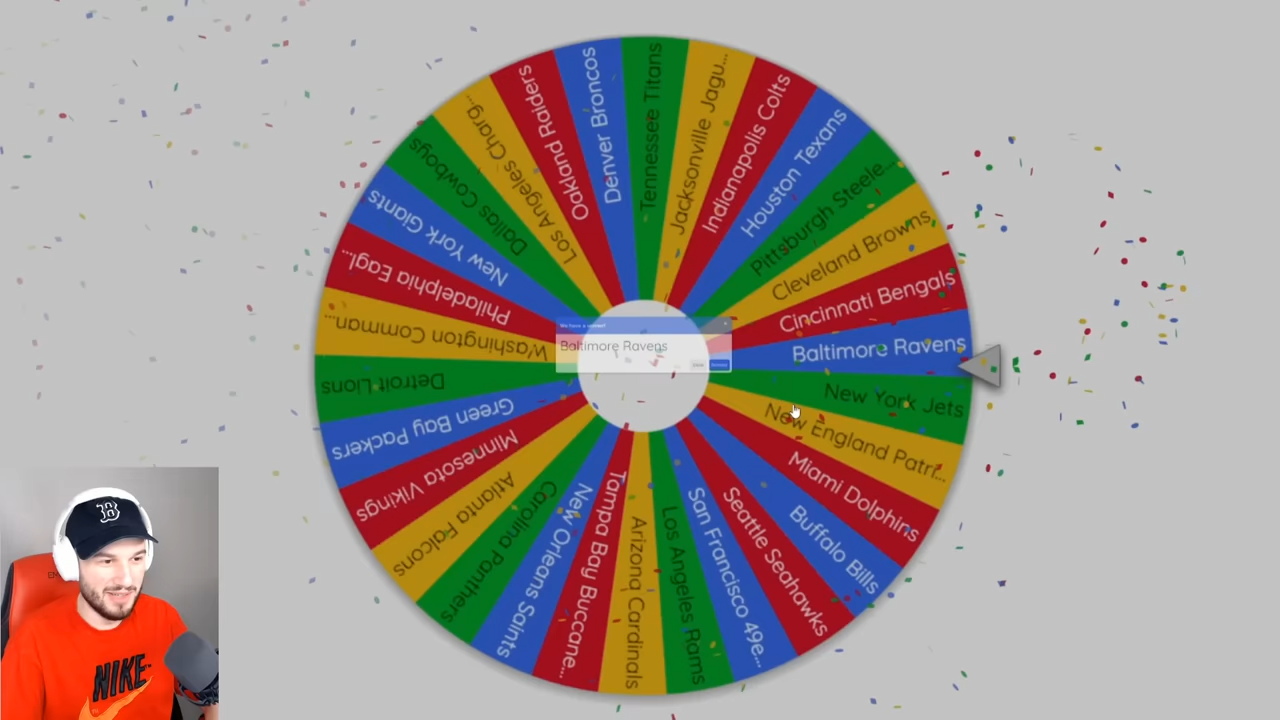 Tennessee Titans
Jacksonville Jagu...
Indianapolis Colts
Houston Texans
Pittsburgh Steele...
Cleveland Browns
Cincinnati Bengals
Baltimore Ravens
New York Jets
New England Patri...
Miami Dolphins
Buffalo Bills
Seattle Seahawks
San Francisco 49e...
Los Angeles Rams
Arizona Cardinals
Tampa Bay Buccane...
New Orleans Saints
Carolina Panthers
Atlanta Falcons
Minnesota Vikings
Green Bay Packers
Detroit Lions
Washington Comman...
Philadelphia Eagl...
New York Giants
Dallas Cowboys
Los Angeles Charg...
Oakland Raiders
Denver Broncos
We have a winner!
Baltimore Ravens
B
NIKE